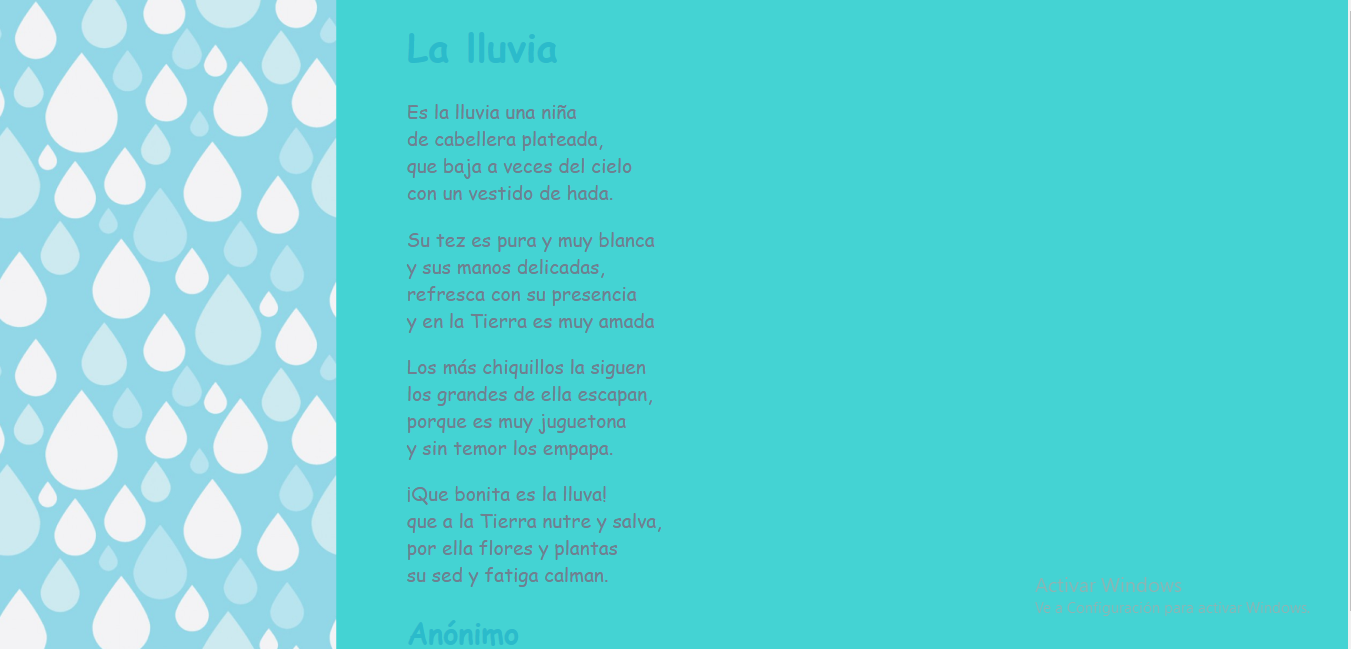 La lluvia
Es la lluvia una niña
de cabellera plateada,
que baja a veces del cielo
con un vestido de hada.
Su tez es pura y muy blanca
y sus manos delicadas,
refresca con su presencia
y en la Tierra es muy amada
Los más chiquillos la siguen
los grandes de ella escapan,
porque es muy juguetona
y sin temor los empapa.
¡Que bonita es la lluva!
que a la Tierra nutre y salva,
por ella flores y plantas
su sed y fatiga calman.
Anónimo
Activar Windows
Ve a Configuración para activar Windows.